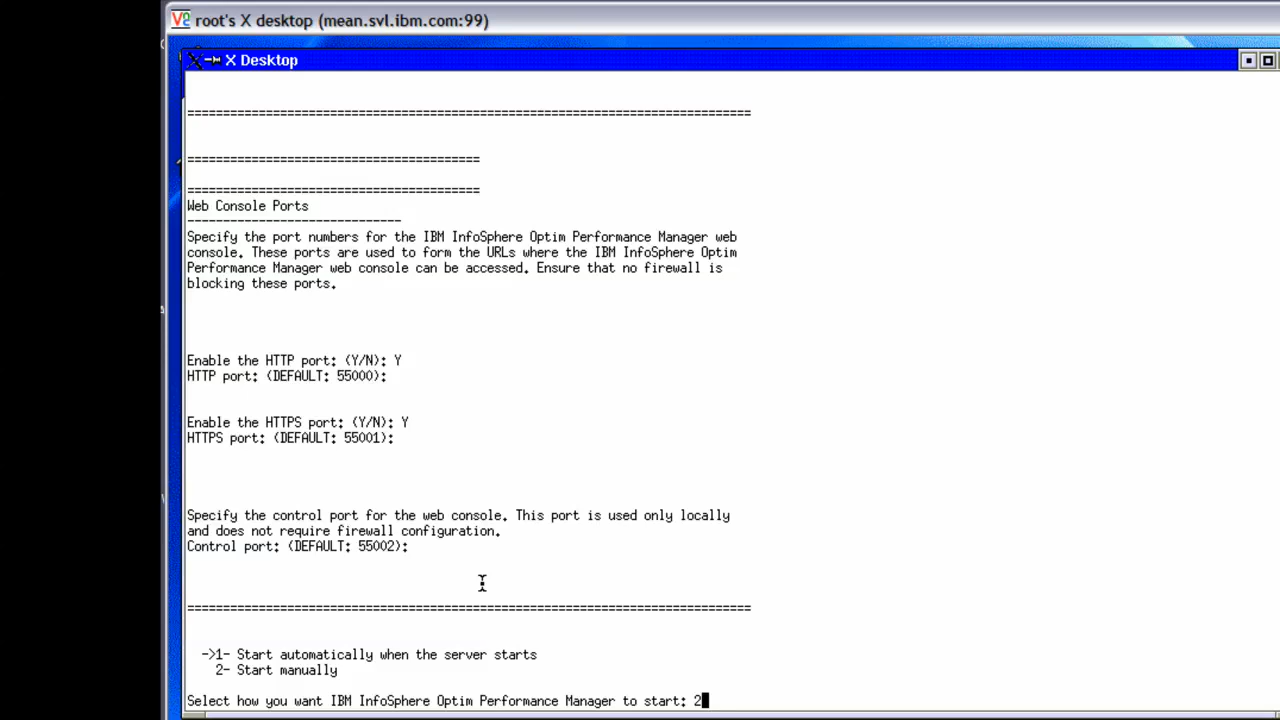 root's X desktop (mean.svl.ibm.com:99)
X Desktop
===============================================================================
=========================================
=========================================
Web Console Ports
------------------------------
Specify the port numbers for the IBM InfoSphere Optim Performance Manager web
console. These ports are used to form the URLs where the IBM InfoSphere Optim
Performance Manager web console can be accessed. Ensure that no firewall is
blocking these ports.
Enable the HTTP port: (Y/N): Y
HTTP port: (DEFAULT: 55000):
Enable the HTTPS port: (Y/N): Y
HTTPS port: (DEFAULT: 55001):
Specify the control port for the web console. This port is used only locally
and does not require firewall configuration.
Control port: (DEFAULT: 55002):
===============================================================================
->1- Start automatically when the server starts
2- Start manually
Select how you want IBM InfoSphere Optim Performance Manager to start: 2